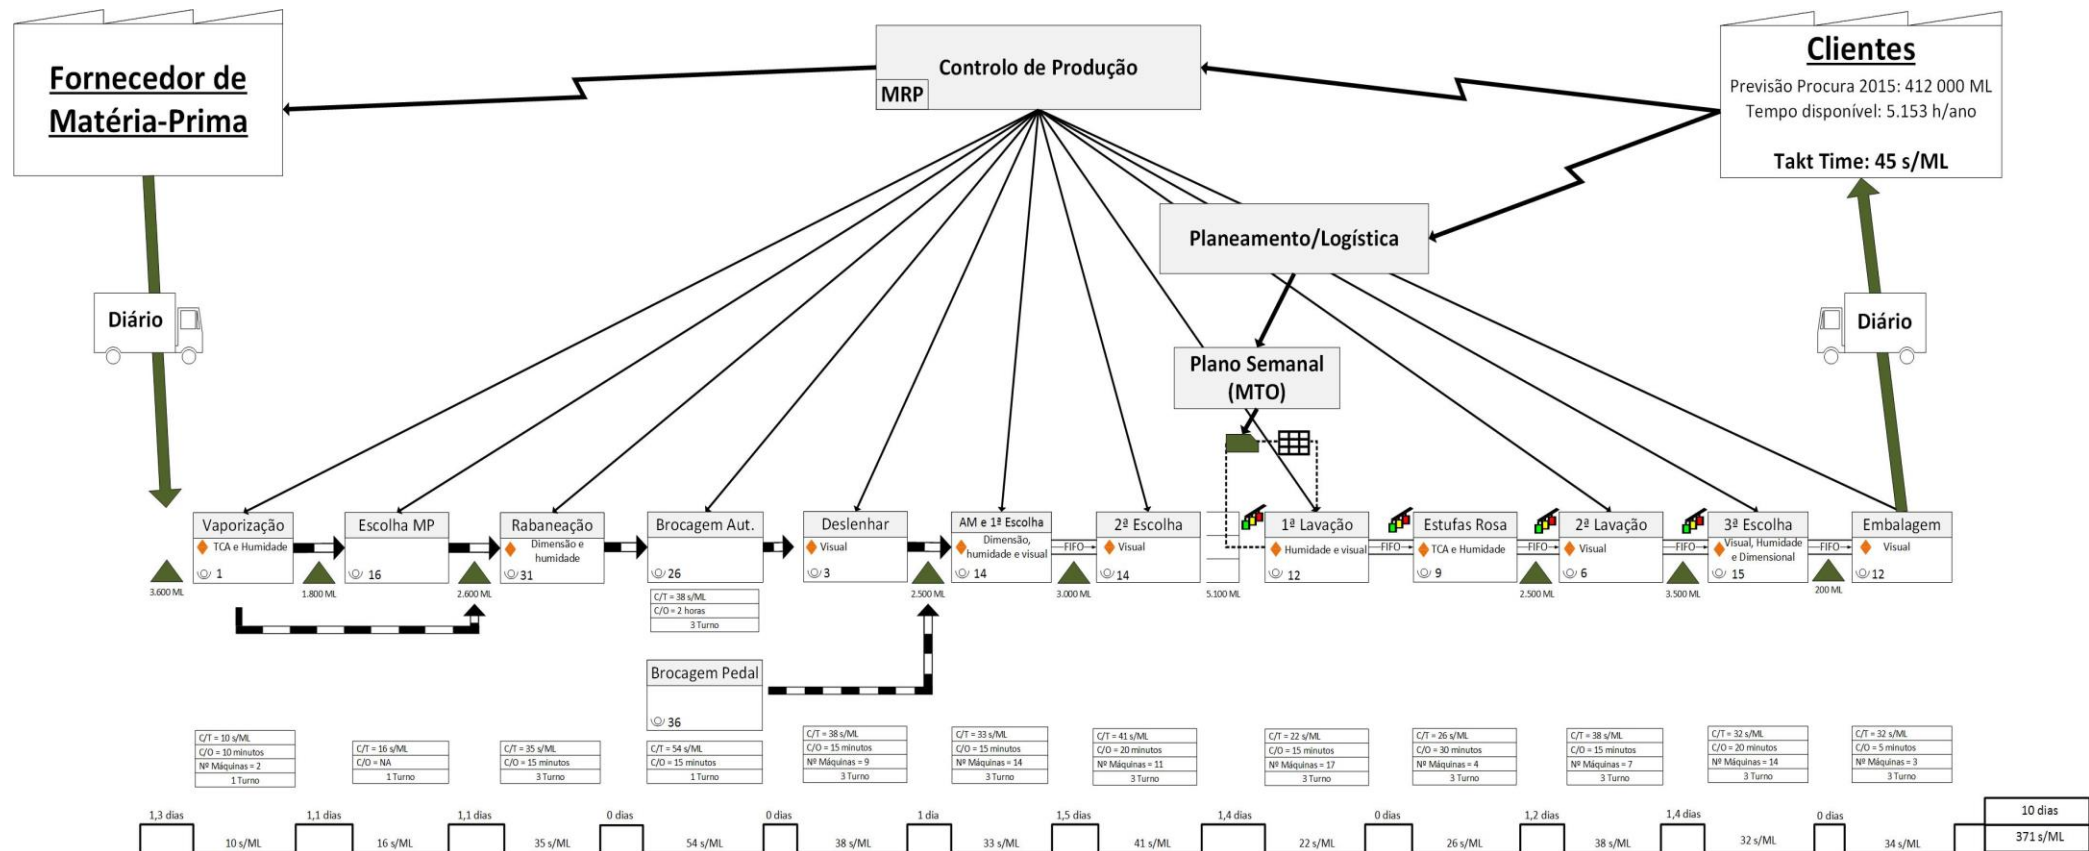 Fornecedor de
Matéria-Prima
Controlo de Produção
MRP
Clientes
Previsão Procura 2015: 412 000 ML
Tempo disponível: 5.153 h/ano
Takt Time: 45 s/ML
Planeamento/Logística
Diário
Diário
Plano Semanal
(MTO)
Vaporização
TCA e Humidade
1
Escolha MP
16
Rabaneação
Dimensão e
humidade
31
Brocagem Aut.
26
Deslenhar
Visual
3
AM e 1ª Escolha
Dimensão,
humidade e visual
14
FIFO
2ª Escolha
Visual
14
1ª Lavação
Humidade e visual
12
FIFO
Estufas Rosa
TCA e Humidade
9
FIFO
2ª Lavação
Visual
6
FIFO
3ª Escolha
Visual, Humidade
e Dimensional
15
FIFO
Embalagem
Visual
12
3.600 ML
1.800 ML
2.600 ML
2.500 ML
3.000 ML
5.100 ML
2.500 ML
3.500 ML
200 ML
C/T = 38 s/ML
C/O = 2 horas
3 Turno
Brocagem Pedal
36
C/T = 10 s/ML
C/O = 10 minutos
Nº Máquinas = 2
1 Turno
C/T = 16 s/ML
C/O = NA
1 Turno
C/T = 35 s/ML
C/O = 15 minutos
3 Turno
C/T = 54 s/ML
C/O = 15 minutos
1 Turno
C/T = 38 s/ML
C/O = 15 minutos
Nº Máquinas = 9
3 Turno
C/T = 33 s/ML
C/O = 15 minutos
Nº Máquinas = 14
3 Turno
C/T = 41 s/ML
C/O = 20 minutos
Nº Máquinas = 11
3 Turno
C/T = 22 s/ML
C/O = 15 minutos
Nº Máquinas = 17
3 Turno
C/T = 26 s/ML
C/O = 30 minutos
Nº Máquinas = 4
3 Turno
C/T = 38 s/ML
C/O = 15 minutos
Nº Máquinas = 7
3 Turno
C/T = 32 s/ML
C/O = 20 minutos
Nº Máquinas = 14
3 Turno
C/T = 32 s/ML
C/O = 5 minutos
Nº Máquinas = 3
3 Turno
1,3 dias
1,1 dias
1,1 dias
0 dias
0 dias
1 dia
1,5 dias
1,4 dias
0 dias
1,2 dias
1,4 dias
0 dias
10 dias
10 s/ML
16 s/ML
35 s/ML
54 s/ML
38 s/ML
33 s/ML
41 s/ML
22 s/ML
26 s/ML
38 s/ML
32 s/ML
34 s/ML
371 s/ML